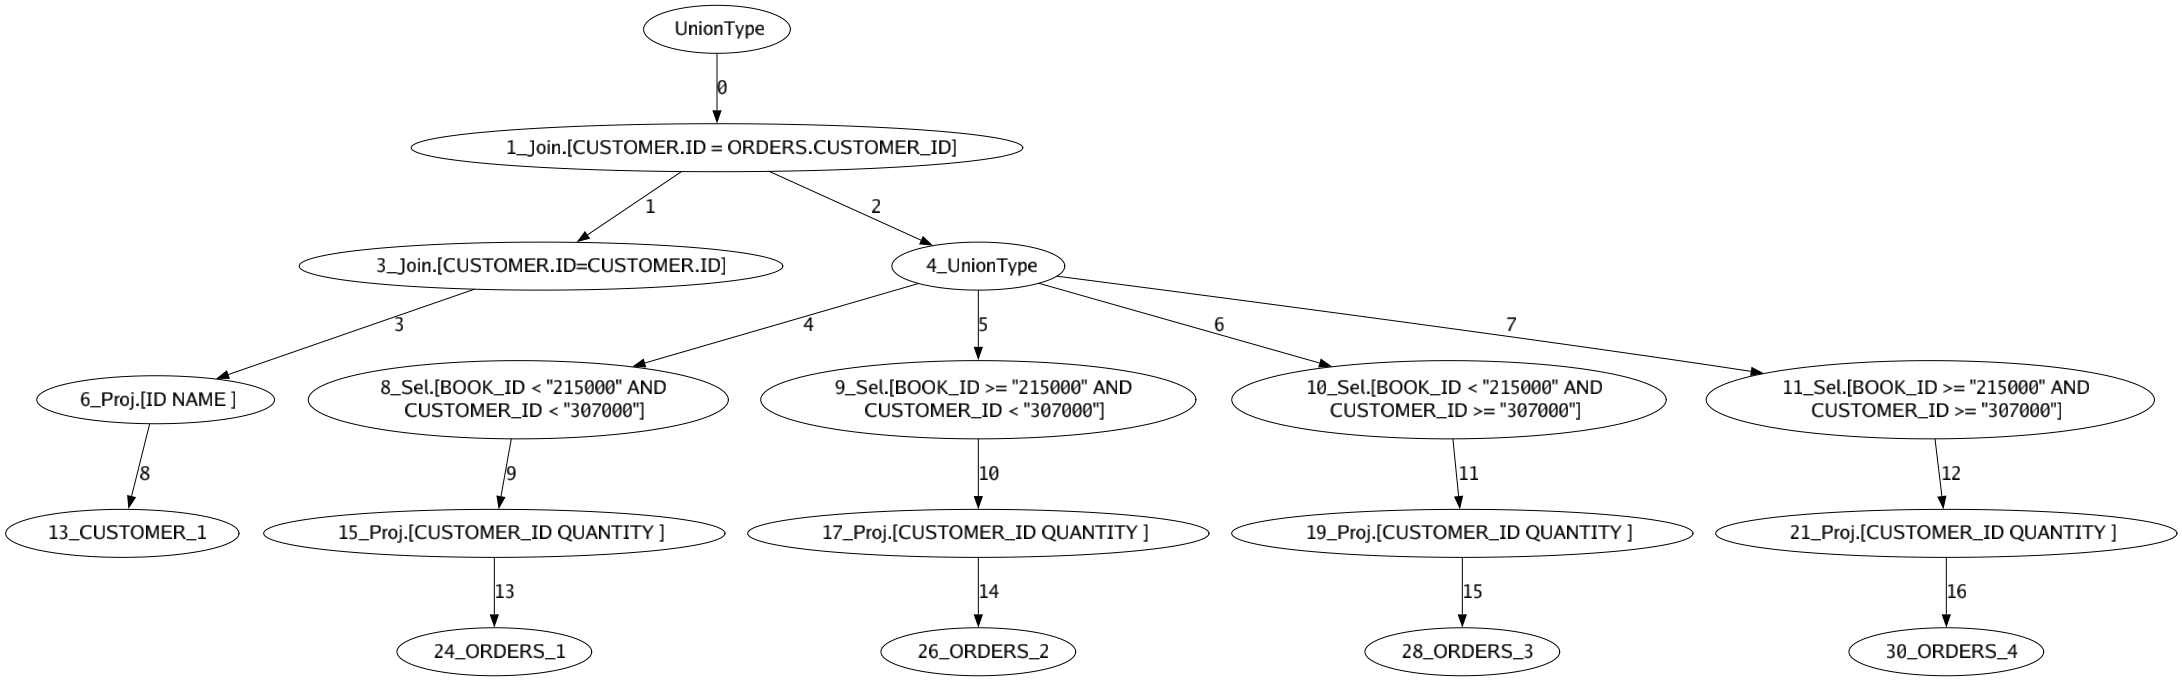 UnionType
0
1_Join.[CUSTOMER.ID = ORDERS.CUSTOMER_ID]
1
2
3_Join.[CUSTOMER.ID=CUSTOMER.ID]
4_UnionType
3
4
5
6
7
6_Proj.[ID NAME ]
8_Sel.[BOOK_ID < "215000" AND
CUSTOMER_ID < "307000"]
9_Sel.[BOOK_ID >= "215000" AND
CUSTOMER_ID < "307000"]
10_Sel.[BOOK_ID < "215000" AND
CUSTOMER_ID >= "307000"]
11_Sel.[BOOK_ID >= "215000" AND
CUSTOMER_ID >= "307000"]
8
9
10
11
12
13_CUSTOMER_1
15_Proj.[CUSTOMER_ID QUANTITY ]
17_Proj.[CUSTOMER_ID QUANTITY ]
19_Proj.[CUSTOMER_ID QUANTITY ]
21_Proj.[CUSTOMER_ID QUANTITY ]
13
14
15
16
24_ORDERS_1
26_ORDERS_2
28_ORDERS_3
30_ORDERS_4